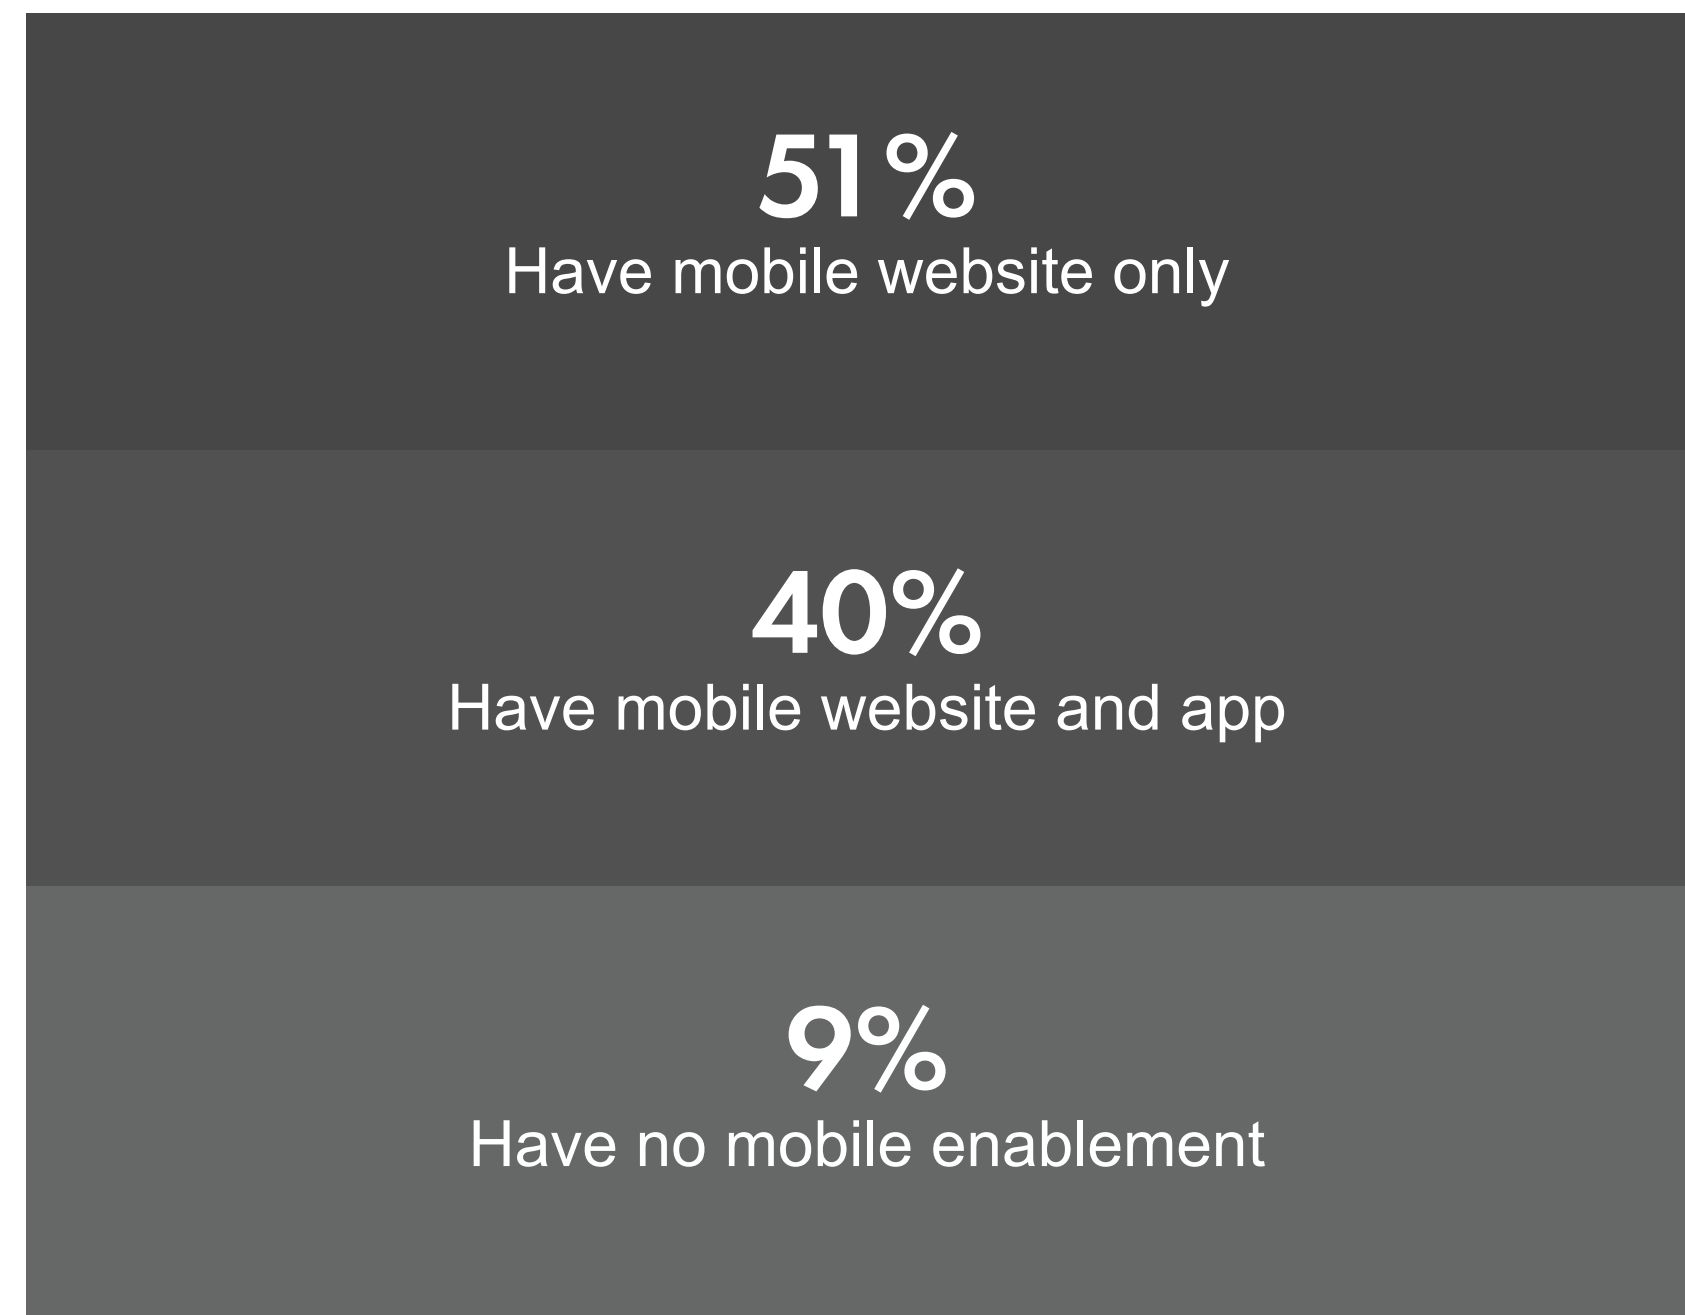 51%
Have mobile website only
40%
Have mobile website and app
9%
Have no mobile enablement